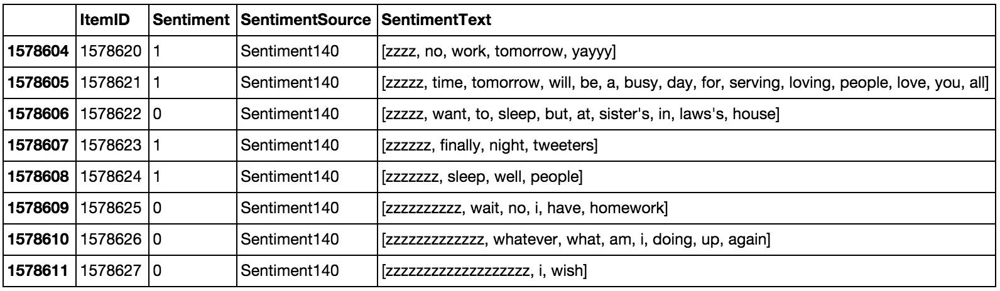 ItemID Sentiment SentimentSource SentimentText
1578604 1578620 1 Sentiment140 [zzzz, no, work, tomorrow, yayyy]
1578605 1578621 1 Sentiment140 [zzzzz, time, tomorrow, will, be, a, busy, day, for, serving, loving, people, love, you, all]
1578606 1578622 0 Sentiment140 [zzzzz, want, to, sleep, but, at, sister's, in, laws's, house]
1578607 1578623 1 Sentiment140 [zzzzzz, finally, night, tweeters]
1578608 1578624 1 Sentiment140 [zzzzzzz, sleep, well, people]
1578609 1578625 0 Sentiment140 [zzzzzzzzzz, wait, no, i, have, homework]
1578610 1578626 0 Sentiment140 [zzzzzzzzzzzzz, whatever, what, am, i, doing, up, again]
1578611 1578627 0 Sentiment140 [zzzzzzzzzzzzzzzzzzz, i, wish]